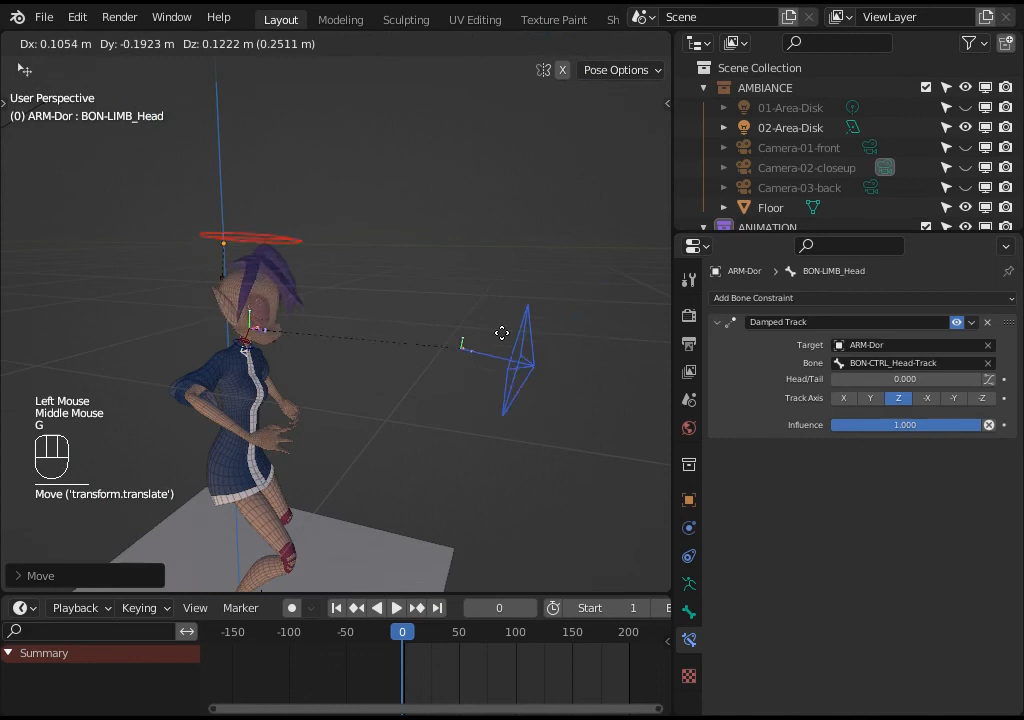 File Edit Render Window Help Layout Modeling Sculpting UV Editing Texture Paint Sh Scene ViewLayer
Dx: 0.1054 m Dy: -0.1923 m Dz: 0.1222 m (0.2511 m)
X Pose Options
User Perspective
(0) ARM-Dor : BON-LIMB_Head
Left Mouse
Middle Mouse
G
Move ('transform.translate')
Move
Playback Keying View Marker 0 Start 1 E
-150 -100 -50 0 50 100 150 200
Summary
Scene Collection
AMBIANCE
01-Area-Disk
02-Area-Disk
Camera-01-front
Camera-02-closeup
Camera-03-back
Floor
ANIMATION
ARM-Dor BON-LIMB_Head
Add Bone Constraint
Damped Track
Target ARM-Dor
Bone BON-CTRL_Head-Track
Head/Tail 0.000
Track Axis X Y Z -X -Y -Z
Influence 1.000